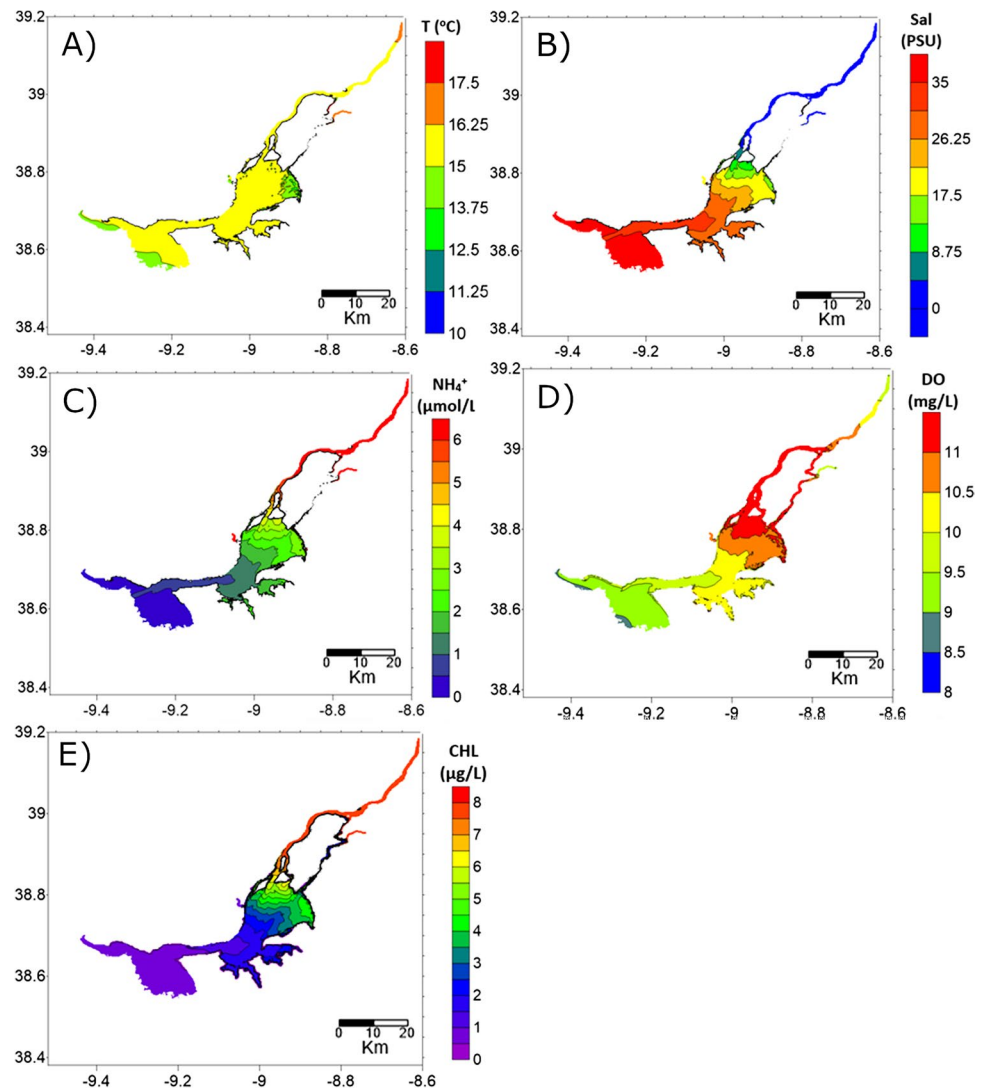 A)
T (°C)
39.2
39
38.8
38.6
38.4
-9.4 -9.2 -9 -8.8 -8.6
17.5
16.25
15
13.75
12.5
11.25
10
0 10 20
Km
B)
Sal
(PSU)
39.2
39
38.8
38.6
38.4
-9.4 -9.2 -9 -8.8 -8.6
35
26.25
17.5
8.75
0
0 10 20
Km
C)
NH₄⁺
(µmol/L
39.2
39
38.8
38.6
38.4
-9.4 -9.2 -9 -8.8 -8.6
6
5
4
3
2
1
0
0 10 20
Km
D)
DO
(mg/L)
39.2
39
38.8
38.6
38.4
-9.4 -9.2 -9 -8.8 -8.6
11
10.5
10
9.5
9
8.5
8
0 10 20
Km
E)
CHL
(µg/L)
39.2
39
38.8
38.6
38.4
-9.4 -9.2 -9 -8.8 -8.6
8
7
6
5
4
3
2
1
0
0 10 20
Km